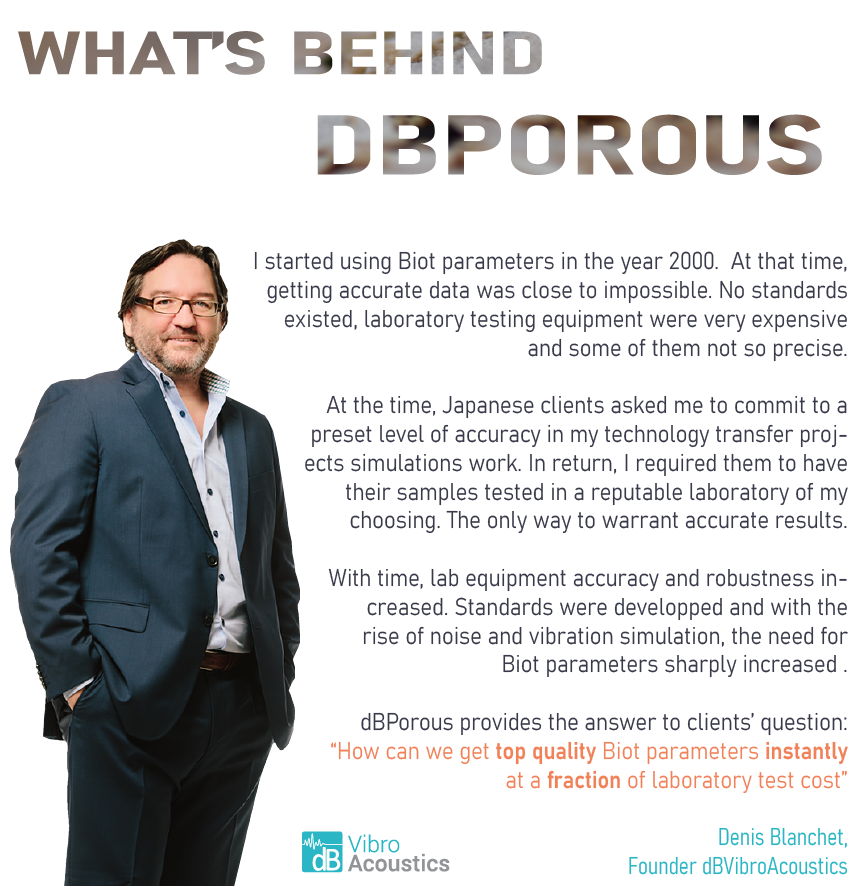 WHAT'S BEHIND
DBPOROUS
I started using Biot parameters in the year 2000.  At that time,
getting accurate data was close to impossible. No standards
existed, laboratory testing equipment were very expensive
and some of them not so precise.
At the time, Japanese clients asked me to commit to a
preset level of accuracy in my technology transfer proj-
ects simulations work. In return, I required them to have
their samples tested in a reputable laboratory of my
choosing. The only way to warrant accurate results.
With time, lab equipment accuracy and robustness in-
creased. Standards were developped and with the
rise of noise and vibration simulation, the need for
Biot parameters sharply increased .
dBPorous provides the answer to clients' question:
"How can we get top quality Biot parameters instantly
at a fraction of laboratory test cost"
dB Vibro
Acoustics
Denis Blanchet,
Founder dBVibroAcoustics